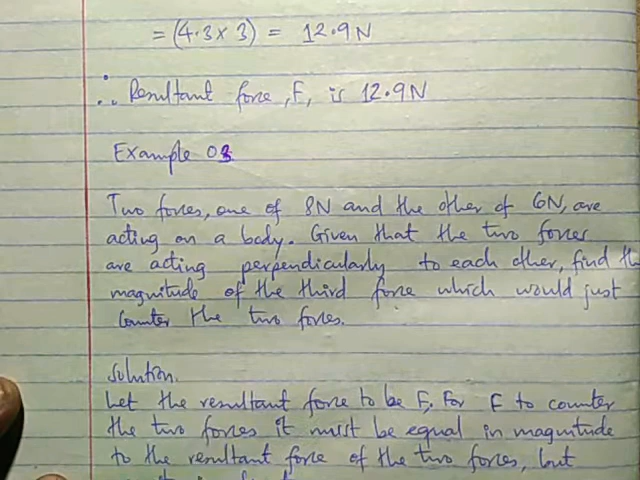 = (4.3 x 3) = 12.9 N
∴ Resultant force, F, is 12.9 N
Example 03
Two forces, one of 8N and the other of 6N, are
acting on a body. Given that the two forces
are acting perpendicularly to each other, find th
magnitude of the third force which would just
counter the two forces.
Solution.
Let the resultant force to be F. For F to counter
the two forces it must be equal in magnitude
to the resultant force of the two forces, but